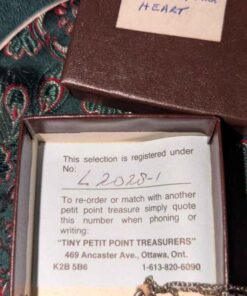 HEART
This selection is registered under
No: L2028-1
To re-order or match with another
petit point treasure simply quote
this number when phoning or
writing:
"TINY PETIT POINT TREASURERS"
469 Ancaster Ave., Ottawa, Ont.
K2B 5B6 1-613-820-6090